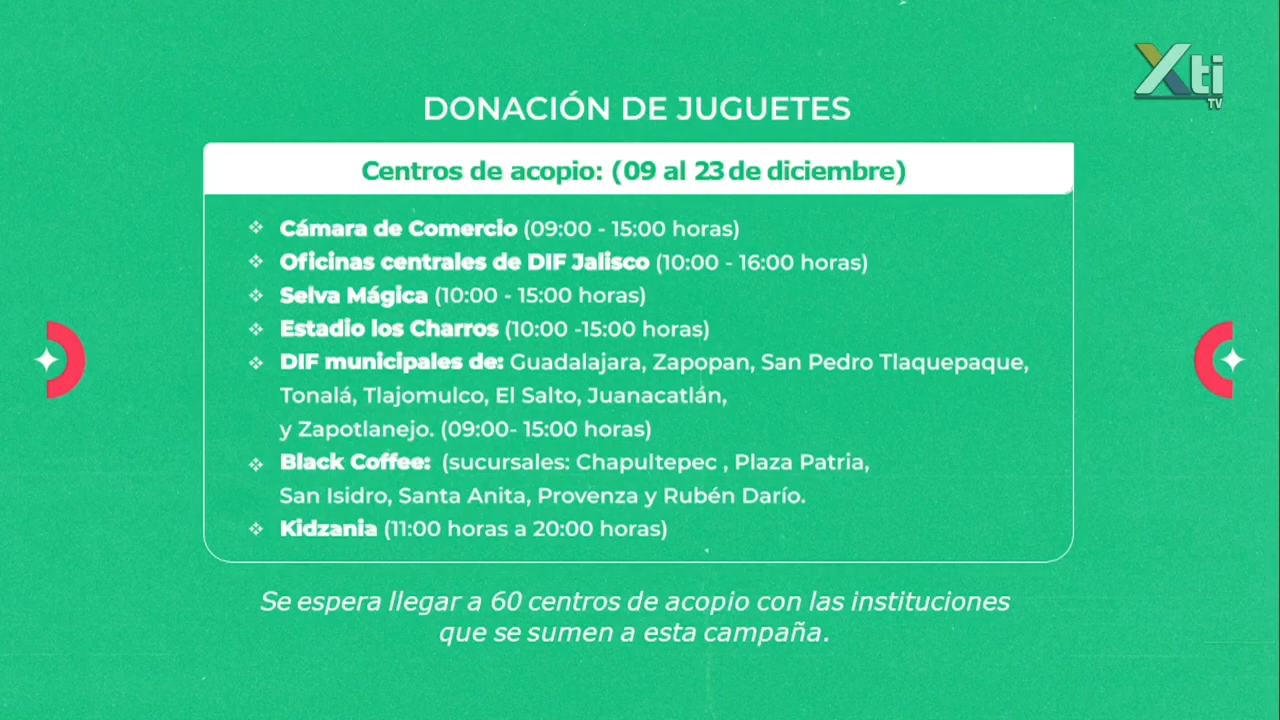 Xti
TV
DONACIÓN DE JUGUETES
Centros de acopio: (09 al 23 de diciembre)
❖ Cámara de Comercio (09:00 - 15:00 horas)
❖ Oficinas centrales de DIF Jalisco (10:00 - 16:00 horas)
❖ Selva Mágica (10:00 - 15:00 horas)
❖ Estadio los Charros (10:00 -15:00 horas)
❖ DIF municipales de: Guadalajara, Zapopan, San Pedro Tlaquepaque,
Tonalá, Tlajomulco, El Salto, Juanacatlán,
y Zapotlanejo. (09:00- 15:00 horas)
❖ Black Coffee: (sucursales: Chapultepec , Plaza Patria,
San Isidro, Santa Anita, Provenza y Rubén Darío.
❖ Kidzania (11:00 horas a 20:00 horas)
Se espera llegar a 60 centros de acopio con las instituciones
que se sumen a esta campaña.